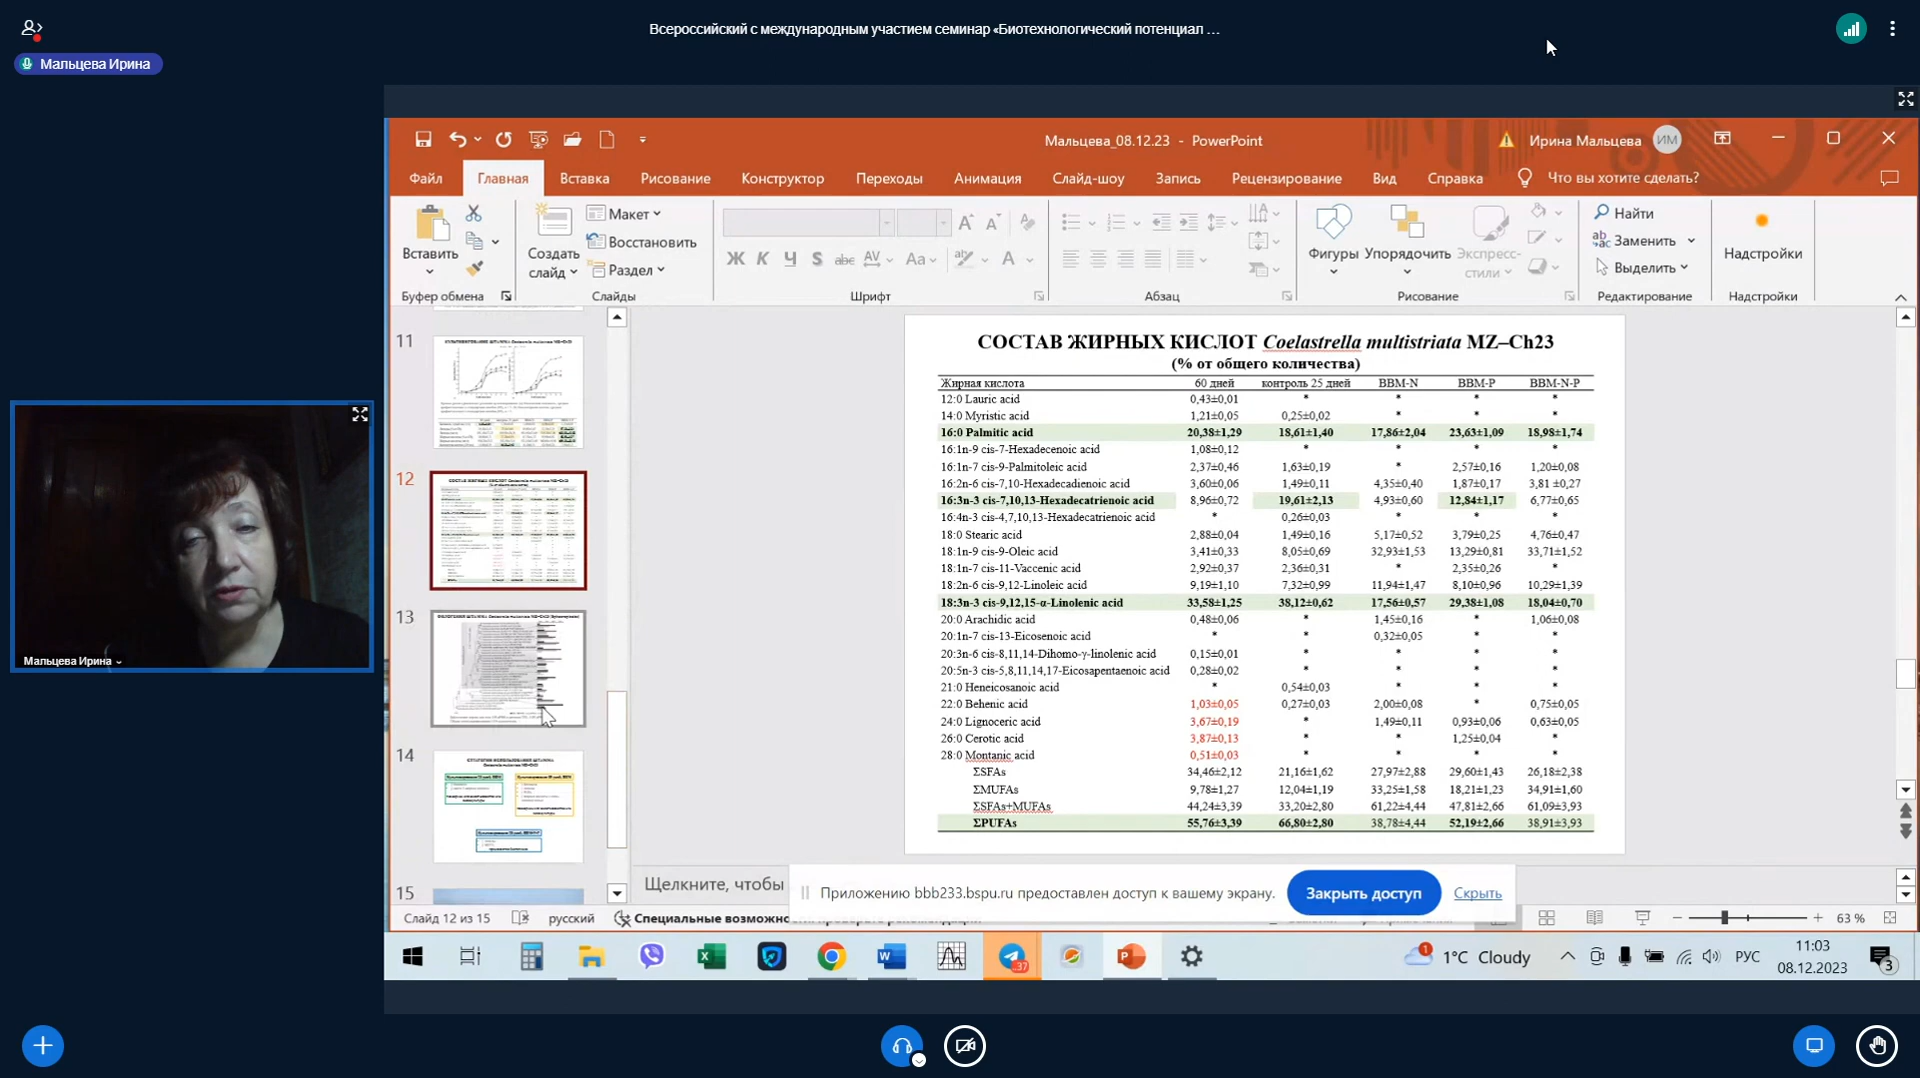 Всероссийский с международным участием семинар «Биотехнологический потенциал ...
Мальцева Ирина
Мальцева_08.12.23 - PowerPoint
Ирина Мальцева
ИМ
Файл Главная Вставка Рисование Конструктор Переходы Анимация Слайд-шоу Запись Рецензирование Вид Справка Что вы хотите сделать?
Вставить
Создать слайд
Макет
Восстановить
Раздел
Ж К Ч S abc AV Aa A
Фигуры Упорядочить Экспресс-стили
Найти
Заменить
Выделить
Надстройки
Буфер обмена Слайды Шрифт Абзац Рисование Редактирование Надстройки
11
12
13
14
15
СОСТАВ ЖИРНЫХ КИСЛОТ Coelastrella multistriata MZ–Ch23
(% от общего количества)
Жирная кислота 60 дней контроль 25 дней BBM-N BBM-P BBM-N-P
12:0 Lauric acid 0,43±0,01 * * * *
14:0 Myristic acid 1,21±0,05 0,25±0,02 * * *
16:0 Palmitic acid 20,38±1,29 18,61±1,40 17,86±2,04 23,63±1,09 18,98±1,74
16:1n-9 cis-7-Hexadecenoic acid 1,08±0,12 * * * *
16:1n-7 cis-9-Palmitoleic acid 2,37±0,46 1,63±0,19 * 2,57±0,16 1,20±0,08
16:2n-6 cis-7,10-Hexadecadienoic acid 3,60±0,06 1,49±0,11 4,35±0,40 1,87±0,17 3,81 ±0,27
16:3n-3 cis-7,10,13-Hexadecatrienoic acid 8,96±0,72 19,61±2,13 4,93±0,60 12,84±1,17 6,77±0,65
16:4n-3 cis-4,7,10,13-Hexadecatrienoic acid * 0,26±0,03 * * *
18:0 Stearic acid 2,88±0,04 1,49±0,16 5,17±0,52 3,79±0,25 4,76±0,47
18:1n-9 cis-9-Oleic acid 3,41±0,33 8,05±0,69 32,93±1,53 13,29±0,81 33,71±1,52
18:1n-7 cis-11-Vaccenic acid 2,92±0,37 2,36±0,31 * 2,35±0,26 *
18:2n-6 cis-9,12-Linoleic acid 9,19±1,10 7,32±0,99 11,94±1,47 8,10±0,96 10,29±1,39
18:3n-3 cis-9,12,15-α-Linolenic acid 33,58±1,25 38,12±0,62 17,56±0,57 29,38±1,08 18,04±0,70
20:0 Arachidic acid 0,48±0,06 * 1,45±0,16 * 1,06±0,08
20:1n-7 cis-13-Eicosenoic acid * * 0,32±0,05 * *
20:3n-6 cis-8,11,14-Dihomo-γ-linolenic acid 0,15±0,01 * * * *
20:5n-3 cis-5,8,11,14,17-Eicosapentaenoic acid 0,28±0,02 * * * *
21:0 Heneicosanoic acid * 0,54±0,03 * * *
22:0 Behenic acid 1,03±0,05 0,27±0,03 2,00±0,08 * 0,75±0,05
24:0 Lignoceric acid 3,67±0,19 * 1,49±0,11 0,93±0,06 0,63±0,05
26:0 Cerotic acid 3,87±0,13 * * 1,25±0,04 *
28:0 Montanic acid 0,51±0,03 * * * *
ΣSFAs 34,46±2,12 21,16±1,62 27,97±2,88 29,60±1,43 26,18±2,38
ΣMUFAs 9,78±1,27 12,04±1,19 33,25±1,58 18,21±1,23 34,91±1,60
ΣSFAs+MUFAs 44,24±3,39 33,20±2,80 61,22±4,44 47,81±2,66 61,09±3,93
ΣPUFAs 55,76±3,39 66,80±2,80 38,78±4,44 52,19±2,66 38,91±3,93
Мальцева Ирина
Щелкните, чтобы
Приложению bbb233.bspu.ru предоставлен доступ к вашему экрану.
Закрыть доступ
Скрыть
Слайд 12 из 15 русский Специальные возможнос
63 %
37
1
1°C Cloudy
РУС
11:03
08.12.2023
3